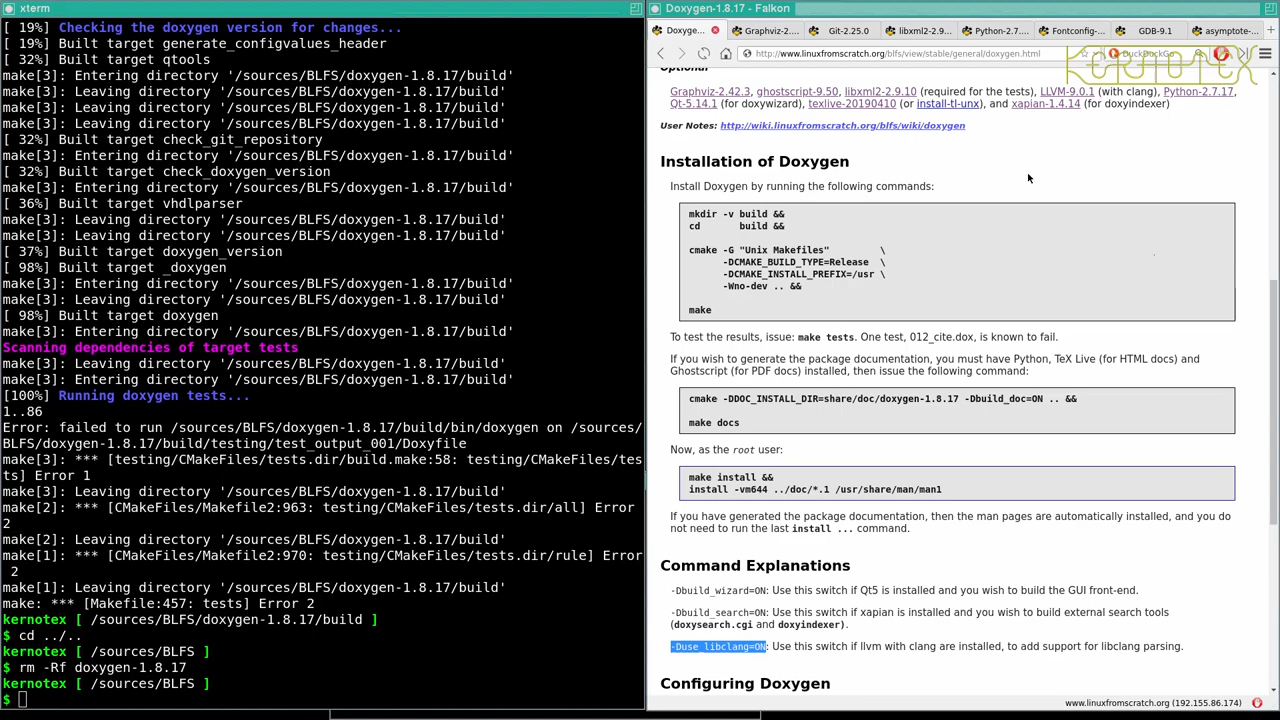 xterm
[ 19%] Checking the doxygen version for changes...
[ 19%] Built target generate_configvalues_header
[ 32%] Built target qtools
make[3]: Entering directory '/sources/BLFS/doxygen-1.8.17/build'
make[3]: Leaving directory '/sources/BLFS/doxygen-1.8.17/build'
make[3]: Entering directory '/sources/BLFS/doxygen-1.8.17/build'
make[3]: Leaving directory '/sources/BLFS/doxygen-1.8.17/build'
[ 32%] Built target check_git_repository
make[3]: Entering directory '/sources/BLFS/doxygen-1.8.17/build'
[ 32%] Built target check_doxygen_version
[ 36%] Built target vhdlparser
make[3]: Leaving directory '/sources/BLFS/doxygen-1.8.17/build'
make[3]: Leaving directory '/sources/BLFS/doxygen-1.8.17/build'
[ 37%] Built target doxygen_version
[ 98%] Built target _doxygen
make[3]: Entering directory '/sources/BLFS/doxygen-1.8.17/build'
make[3]: Leaving directory '/sources/BLFS/doxygen-1.8.17/build'
[ 98%] Built target doxygen
make[3]: Entering directory '/sources/BLFS/doxygen-1.8.17/build'
Scanning dependencies of target tests
make[3]: Leaving directory '/sources/BLFS/doxygen-1.8.17/build'
make[3]: Entering directory '/sources/BLFS/doxygen-1.8.17/build'
[100%] Running doxygen tests...
1..86
Error: failed to run /sources/BLFS/doxygen-1.8.17/build/bin/doxygen on /sources/
BLFS/doxygen-1.8.17/build/testing/test_output_001/Doxyfile
make[3]: *** [testing/CMakeFiles/tests.dir/build.make:58: testing/CMakeFiles/tes
ts] Error 1
make[3]: Leaving directory '/sources/BLFS/doxygen-1.8.17/build'
make[2]: *** [CMakeFiles/Makefile2:963: testing/CMakeFiles/tests.dir/all] Error
2
make[2]: Leaving directory '/sources/BLFS/doxygen-1.8.17/build'
make[1]: *** [CMakeFiles/Makefile2:970: testing/CMakeFiles/tests.dir/rule] Error
2
make[1]: Leaving directory '/sources/BLFS/doxygen-1.8.17/build'
make: *** [Makefile:457: tests] Error 2
kernotex [ /sources/BLFS/doxygen-1.8.17/build ]
$ cd ../..
kernotex [ /sources/BLFS ]
$ rm -Rf doxygen-1.8.17
kernotex [ /sources/BLFS ]
$
Doxygen-1.8.17 - Falkon
Doxyge... Graphviz-2.... Git-2.25.0 libxml2-2.9... Python-2.7.... Fontconfig-... GDB-9.1 asymptote-...
http://www.linuxfromscratch.org/blfs/view/stable/general/doxygen.html
DuckDuckGo
KERNOTEX
Optional
Graphviz-2.42.3, ghostscript-9.50, libxml2-2.9.10 (required for the tests), LLVM-9.0.1 (with clang), Python-2.7.17,
Qt-5.14.1 (for doxywizard), texlive-20190410 (or install-tl-unx), and xapian-1.4.14 (for doxyindexer)
User Notes: http://wiki.linuxfromscratch.org/blfs/wiki/doxygen
Installation of Doxygen
Install Doxygen by running the following commands:
mkdir -v build &&
cd build &&
cmake -G "Unix Makefiles" \
-DCMAKE_BUILD_TYPE=Release \
-DCMAKE_INSTALL_PREFIX=/usr \
-Wno-dev .. &&
make
To test the results, issue: make tests. One test, 012_cite.dox, is known to fail.
If you wish to generate the package documentation, you must have Python, TeX Live (for HTML docs) and
Ghostscript (for PDF docs) installed, then issue the following command:
cmake -DDOC_INSTALL_DIR=share/doc/doxygen-1.8.17 -Dbuild_doc=ON .. &&
make docs
Now, as the root user:
make install &&
install -vm644 ../doc/*.1 /usr/share/man/man1
If you have generated the package documentation, then the man pages are automatically installed, and you do
not need to run the last install ... command.
Command Explanations
-Dbuild_wizard=ON: Use this switch if Qt5 is installed and you wish to build the GUI front-end.
-Dbuild_search=ON: Use this switch if xapian is installed and you wish to build external search tools
(doxysearch.cgi and doxyindexer).
-Duse_libclang=ON: Use this switch if llvm with clang are installed, to add support for libclang parsing.
Configuring Doxygen
www.linuxfromscratch.org (192.155.86.174)